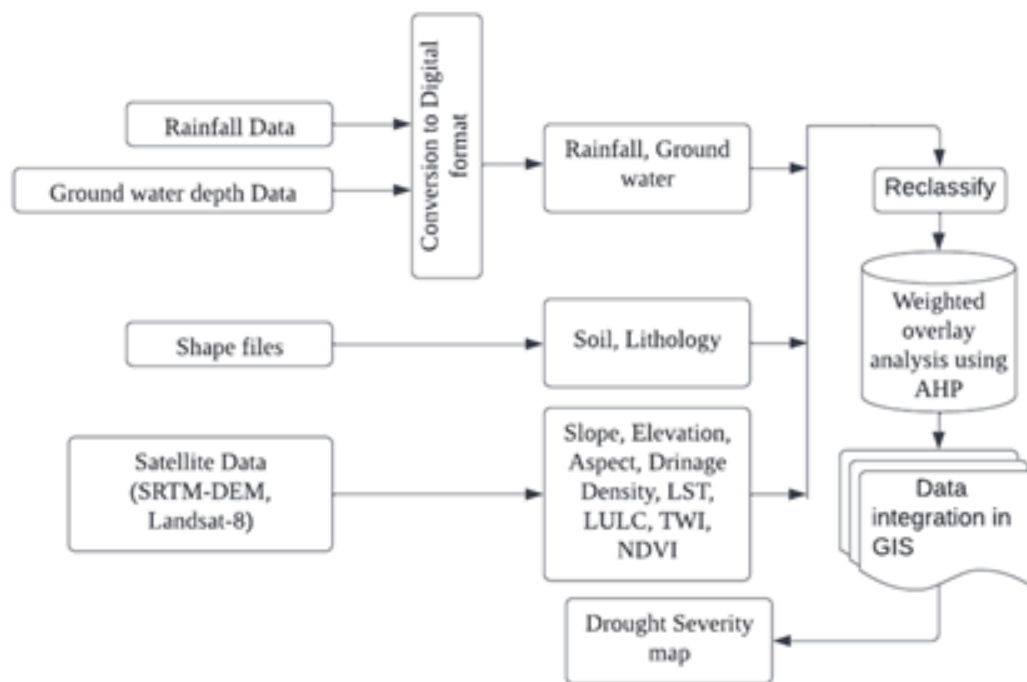 Rainfall Data
Ground water depth Data
Conversion to Digital
format
Rainfall, Ground
water
Shape files
Soil, Lithology
Satellite Data
(SRTM-DEM,
Landsat-8)
Slope, Elevation,
Aspect, Drinage
Density, LST,
LULC, TWI,
NDVI
Reclassify
Weighted
overlay
analysis using
AHP
Data
integration in
GIS
Drought Severity
map